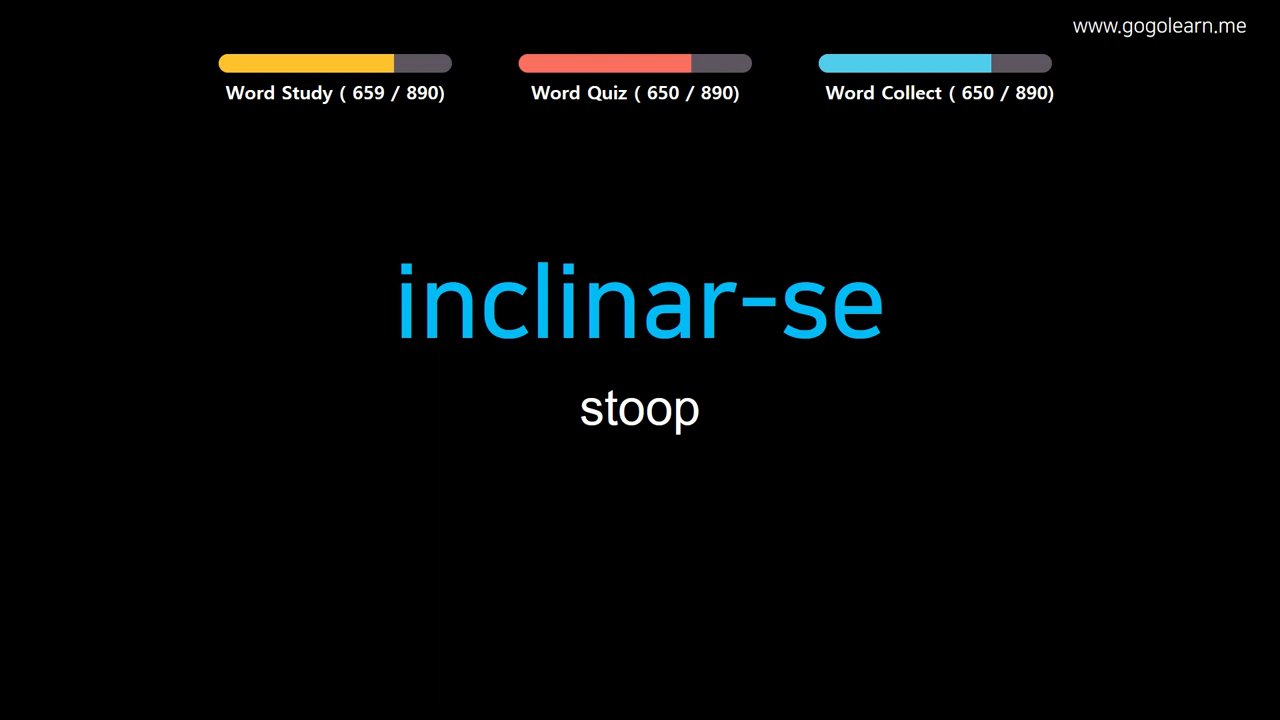 www.gogolearn.me
Word Study ( 659 / 890)
Word Quiz ( 650 / 890)
Word Collect ( 650 / 890)
inclinar-se
stoop